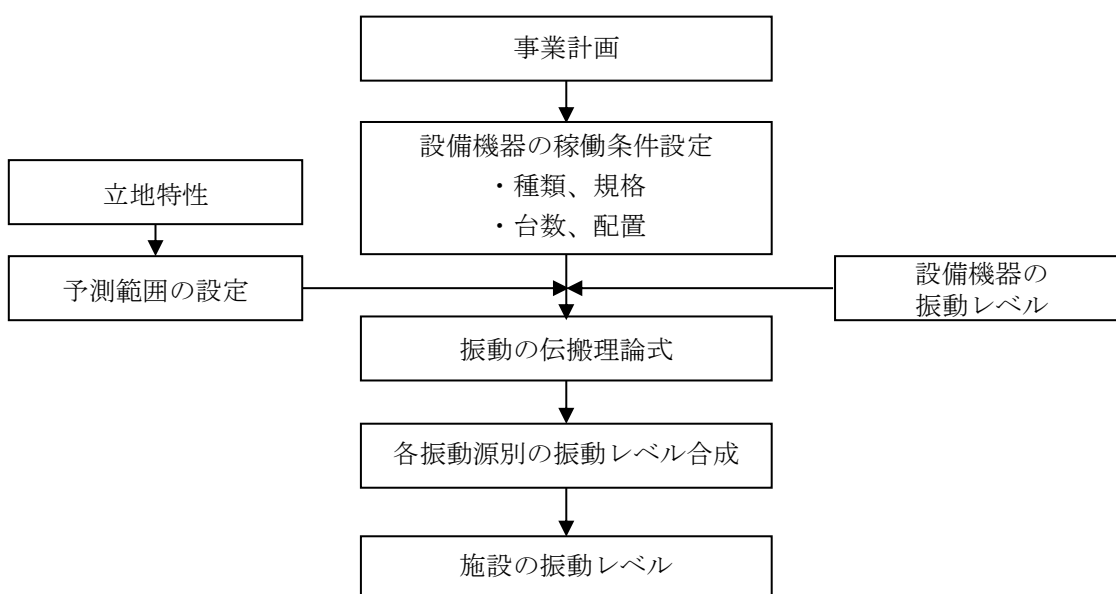 事業計画
設備機器の稼働条件設定
・種類、規格
・台数、配置
立地特性
予測範囲の設定
設備機器の
振動レベル
振動の伝搬理論式
各振動源別の振動レベル合成
施設の振動レベル